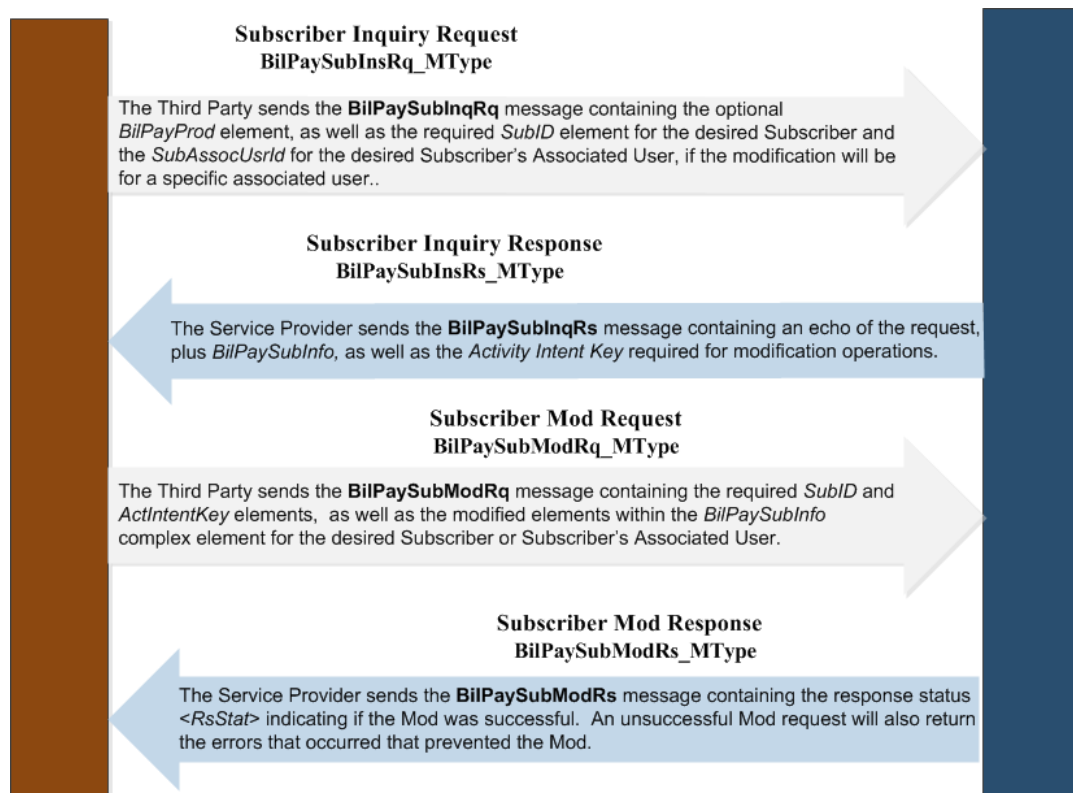 Subscriber Inquiry Request
BilPaySubInsRq_MType
The Third Party sends the BilPaySubInqRq message containing the optional
BilPayProd element, as well as the required SubID element for the desired Subscriber and
the SubAssocUsrId for the desired Subscriber's Associated User, if the modification will be
for a specific associated user..
Subscriber Inquiry Response
BilPaySubInsRs_MType
The Service Provider sends the BilPaySubInqRs message containing an echo of the request,
plus BilPaySubInfo, as well as the Activity Intent Key required for modification operations.
Subscriber Mod Request
BilPaySubModRq_MType
The Third Party sends the BilPaySubModRq message containing the required SubID and
ActIntentKey elements, as well as the modified elements within the BilPaySubInfo
complex element for the desired Subscriber or Subscriber's Associated User.
Subscriber Mod Response
BilPaySubModRs_MType
The Service Provider sends the BilPaySubModRs message containing the response status
<RsStat> indicating if the Mod was successful. An unsuccessful Mod request will also return
the errors that occurred that prevented the Mod.